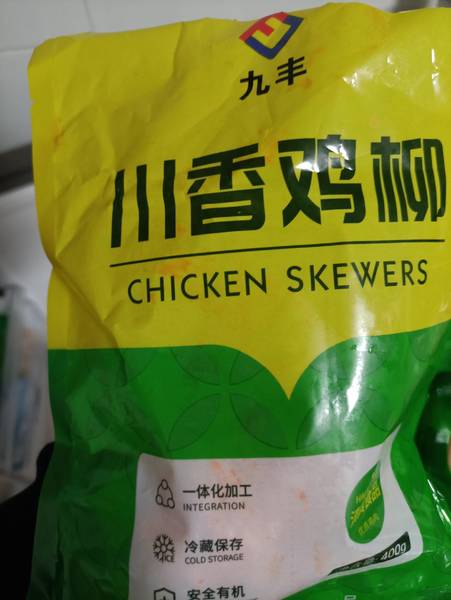 九丰
川香鸡柳
CHICKEN SKEWERS
一体化加工
INTEGRATION
冷藏保存
COLD STORAGE
ICE
安全有机
400g